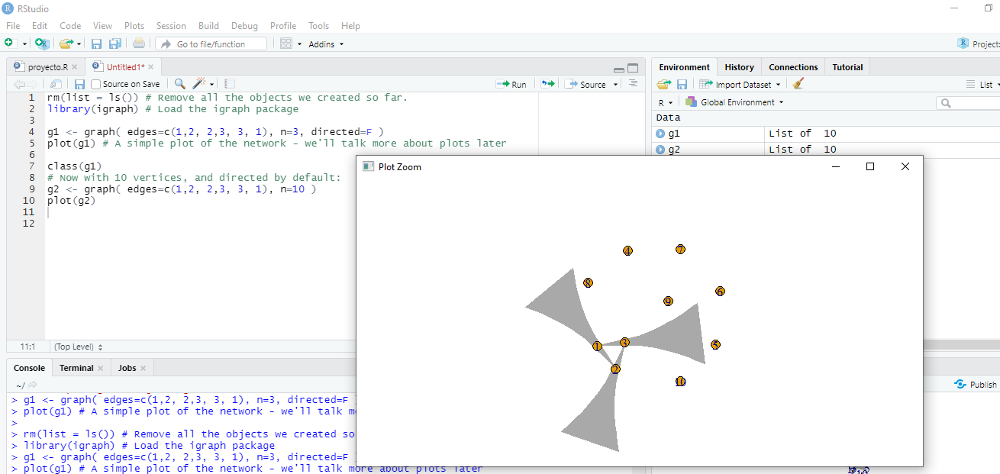 RStudio
File Edit Code View Plots Session Build Debug Profile Tools Help
Go to file/function Addins Project:
proyecto.R Untitled1*
Source on Save Run Source
1 rm(list = ls()) # Remove all the objects we created so far.
2 library(igraph) # Load the igraph package
3
4 g1 <- graph( edges=c(1,2, 2,3, 3, 1), n=3, directed=F )
5 plot(g1) # A simple plot of the network - we'll talk more about plots later
6
7 class(g1)
8 # Now with 10 vertices, and directed by default:
9 g2 <- graph( edges=c(1,2, 2,3, 3, 1), n=10 )
10 plot(g2)
11
12
11:1 (Top Level)
Console Terminal Jobs
~/
> g1 <- graph( edges=c(1,2, 2,3, 3, 1), n=3, directed=F
> plot(g1) # A simple plot of the network - we'll talk m
>
> rm(list = ls()) # Remove all the objects we created so
> library(igraph) # Load the igraph package
> g1 <- graph( edges=c(1,2, 2,3, 3, 1), n=3, directed=F
> plot(g1) # A simple plot of the network - we'll talk more about plots later
Environment History Connections Tutorial
Import Dataset List
R Global Environment
Data
g1 List of 10
g2 List of 10
Plot Zoom
4 7
8
6
9
3
1
5
2
10
Publish